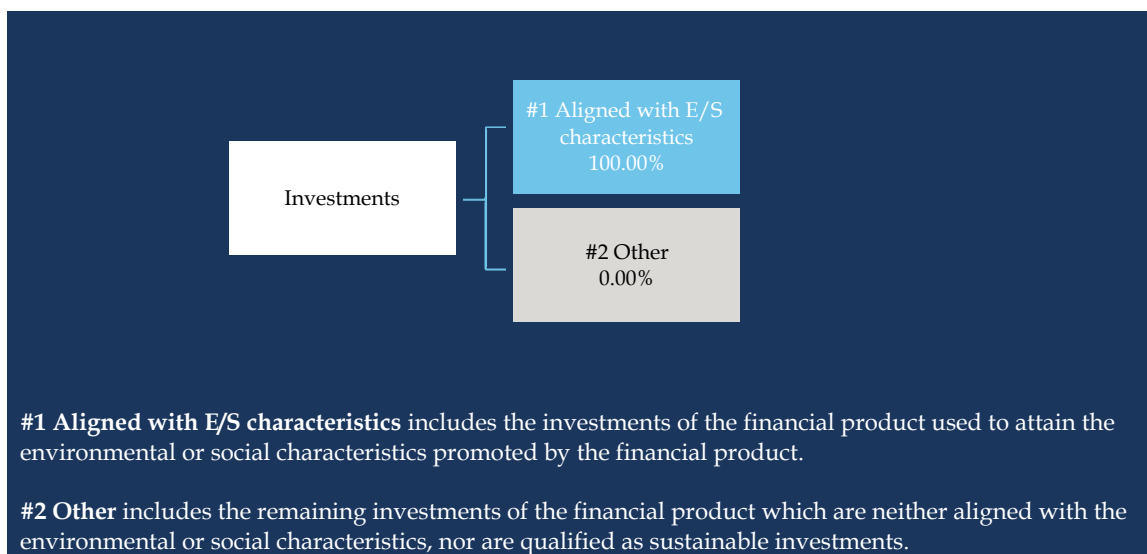 #1 Aligned with E/S
characteristics
100.00%
Investments
#2 Other
0.00%
#1 Aligned with E/S characteristics includes the investments of the financial product used to attain the
environmental or social characteristics promoted by the financial product.
#2 Other includes the remaining investments of the financial product which are neither aligned with the
environmental or social characteristics, nor are qualified as sustainable investments.